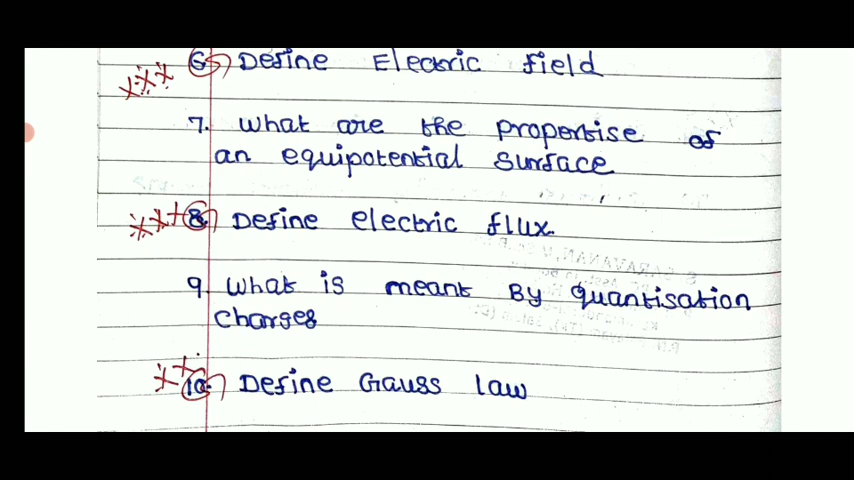 6) Define Electric field
7. What are the propertise of
an equipotential surface
8) Define electric flux.
9. What is meant By quantisation
charges
10) Define Gauss law